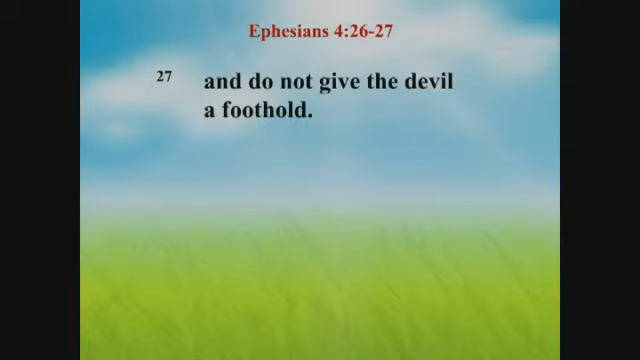 Ephesians 4:26-27
27 and do not give the devil
a foothold.